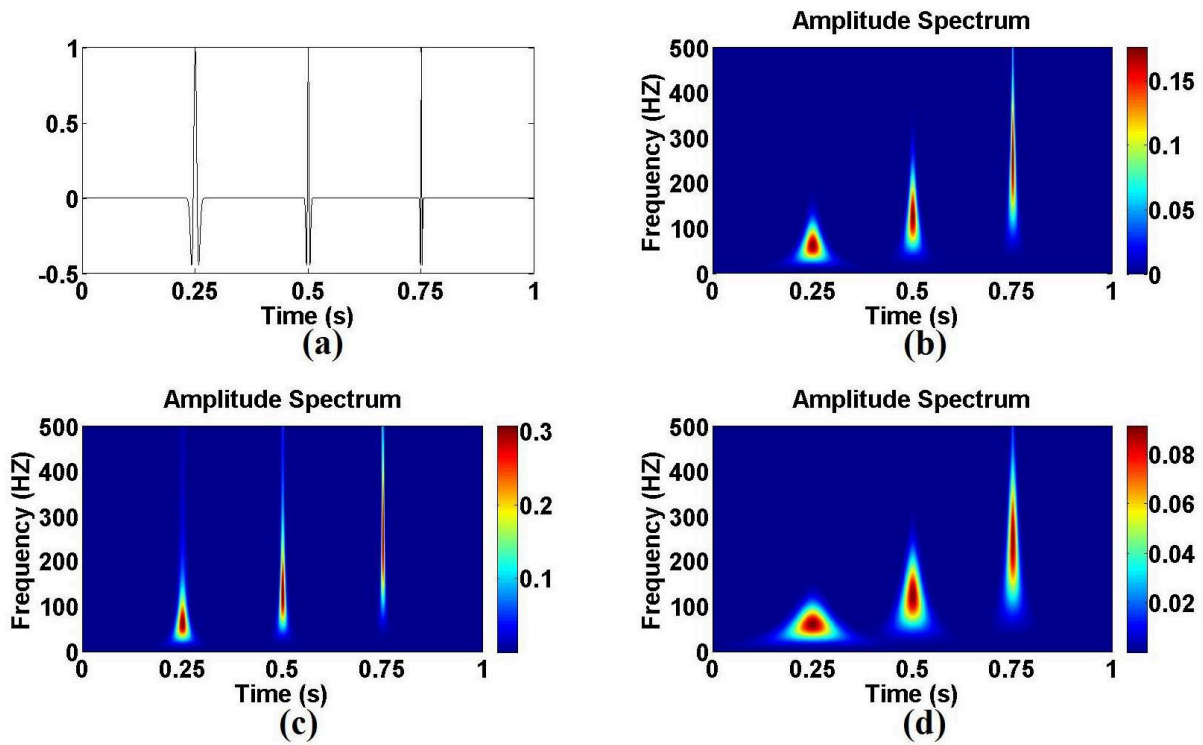 1
0.5
0
-0.5
0 0.25 0.5 0.75 1
Time (s)
(a)
Amplitude Spectrum
Frequency (HZ)
500
400
300
200
100
0
0 0.25 0.5 0.75 1
Time (s)
0.15
0.1
0.05
0
(b)
Amplitude Spectrum
Frequency (HZ)
500
400
300
200
100
0
0 0.25 0.5 0.75 1
Time (s)
0.3
0.2
0.1
(c)
Amplitude Spectrum
Frequency (HZ)
500
400
300
200
100
0
0 0.25 0.5 0.75 1
Time (s)
0.08
0.06
0.04
0.02
(d)